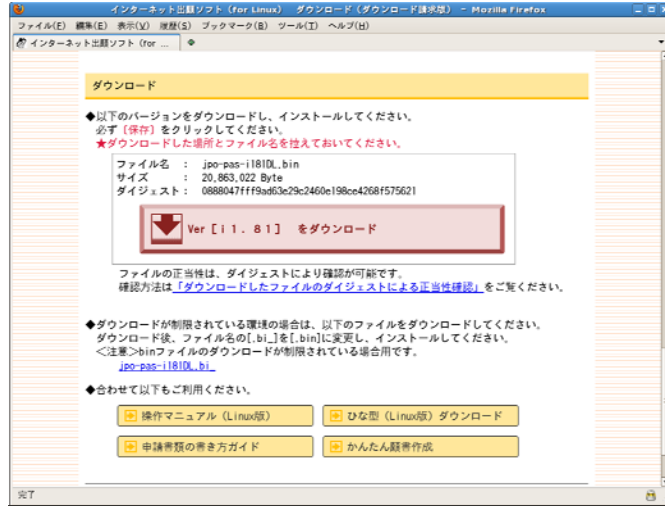 インターネット出願ソフト (for Linux) ダウンロード (ダウンロード請求版) - Mozilla Firefox
ファイル(F) 編集(E) 表示(V) 履歴(S) ブックマーク(B) ツール(T) ヘルプ(H)
インターネット出願ソフト (for ...
ダウンロード
◆以下のバージョンをダウンロードし、インストールしてください。
必ず［保存］をクリックしてください。
★ダウンロードした場所とファイル名を控えておいてください。
ファイル名 : jpo-pas-i181DL.bin
サイズ : 20,863,022 Byte
ダイジェスト: 0888047fff9ad63e29c2460e198ce4268f575621
Ver [i1. 81] をダウンロード
ファイルの正当性は、ダイジェストにより確認が可能です。
確認方法は「ダウンロードしたファイルのダイジェストによる正当性確認」をご覧ください。
◆ダウンロードが制限されている環境の場合は、以下のファイルをダウンロードしてください。
ダウンロード後、ファイル名の[.bi_]を[.bin]に変更し、インストールしてください。
＜注意＞binファイルのダウンロードが制限されている場合用です。
jpo-pas-i181DL.bi_
◆合わせて以下もご利用ください。
操作マニュアル（Linux版）
ひな型（Linux版）ダウンロード
申請書類の書き方ガイド
かんたん願書作成
完了